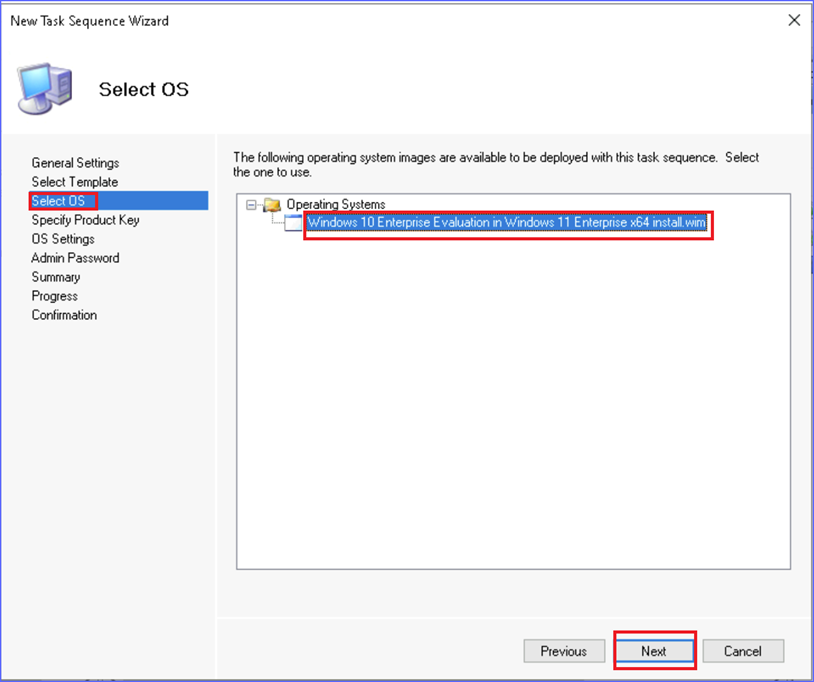 New Task Sequence Wizard
Select OS
General Settings
Select Template
Select OS
Specify Product Key
OS Settings
Admin Password
Summary
Progress
Confirmation
The following operating system images are available to be deployed with this task sequence.  Select
the one to use.
Operating Systems
Windows 10 Enterprise Evaluation in Windows 11 Enterprise x64 install.wim
Previous
Next
Cancel